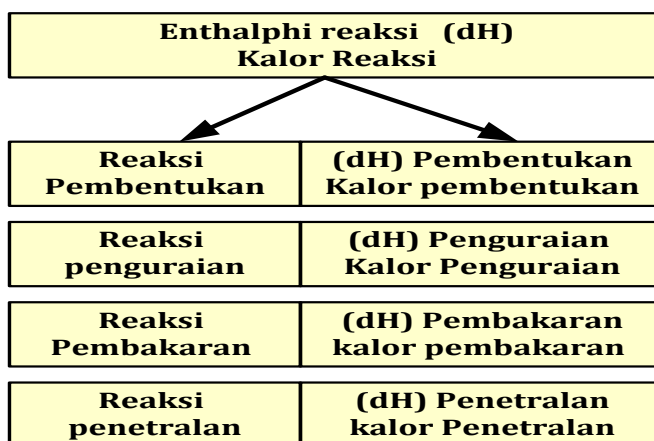 Enthalphi reaksi (dH)
Kalor Reaksi
Reaksi
Pembentukan
(dH) Pembentukan
Kalor pembentukan
Reaksi
penguraian
(dH) Penguraian
Kalor Penguraian
Reaksi
Pembakaran
(dH) Pembakaran
kalor pembakaran
Reaksi
penetralan
(dH) Penetralan
kalor Penetralan